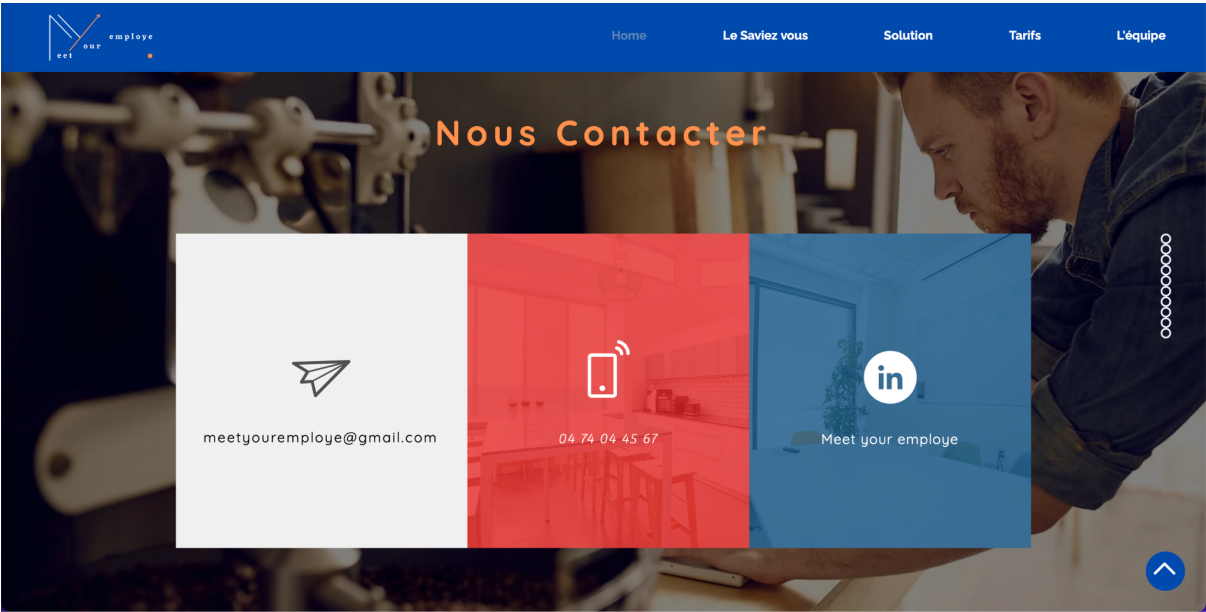 Meet Your employe
Home
Le Saviez vous
Solution
Tarifs
L'équipe
Nous Contacter
meetyouremploye@gmail.com
04 74 04 45 67
in
Meet your employe